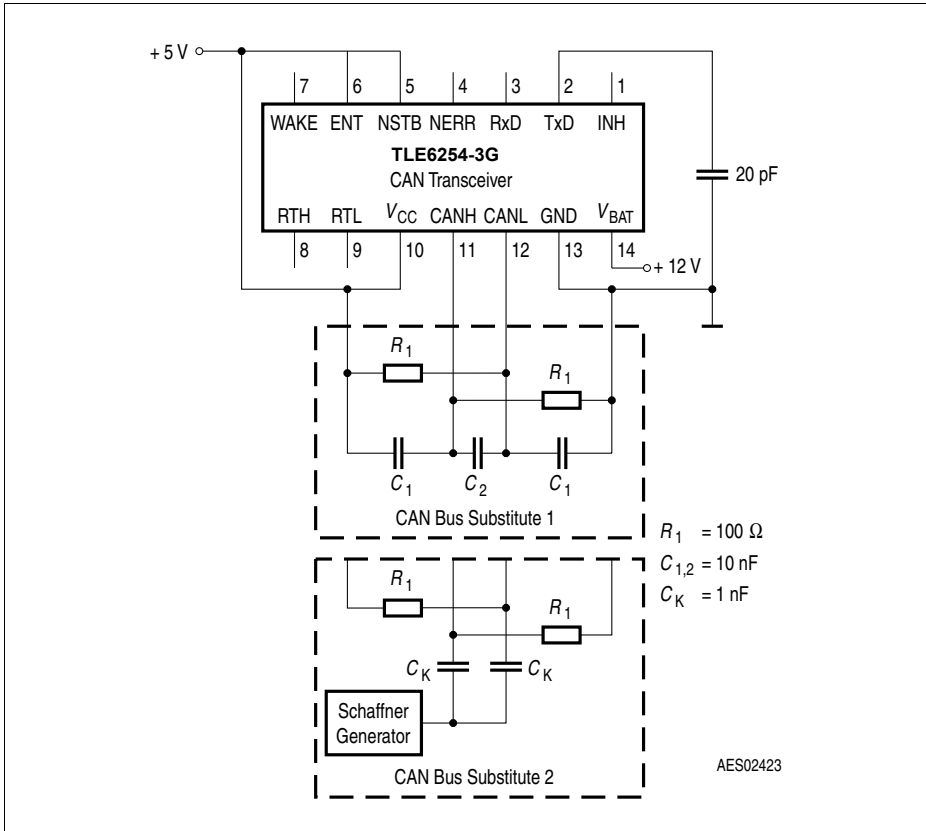 + 5 V
7 6 5 4 3 2 1
WAKE ENT NSTB NERR RxD TxD INH
TLE6254-3G
CAN Transceiver
20 pF
RTH RTL VCC CANH CANL GND VBAT
8 9 10 11 12 13 14
+ 12 V
R1
R1
C1 C2 C1
CAN Bus Substitute 1
R1 = 100 Ω
C1,2 = 10 nF
CK = 1 nF
R1
R1
CK CK
Schaffner
Generator
CAN Bus Substitute 2
AES02423